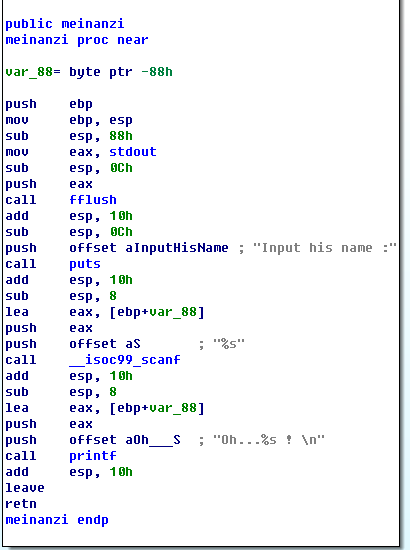 public meinanzi
meinanzi proc near
var_88= byte ptr -88h
push ebp
mov ebp, esp
sub esp, 88h
mov eax, stdout
sub esp, 0Ch
push eax
call fflush
add esp, 10h
sub esp, 0Ch
push offset aInputHisName ; "Input his name :"
call puts
add esp, 10h
sub esp, 8
lea eax, [ebp+var_88]
push eax
push offset aS ; "%s"
call __isoc99_scanf
add esp, 10h
sub esp, 8
lea eax, [ebp+var_88]
push eax
push offset aOh___S ; "Oh...%s ! \n"
call printf
add esp, 10h
leave
retn
meinanzi endp